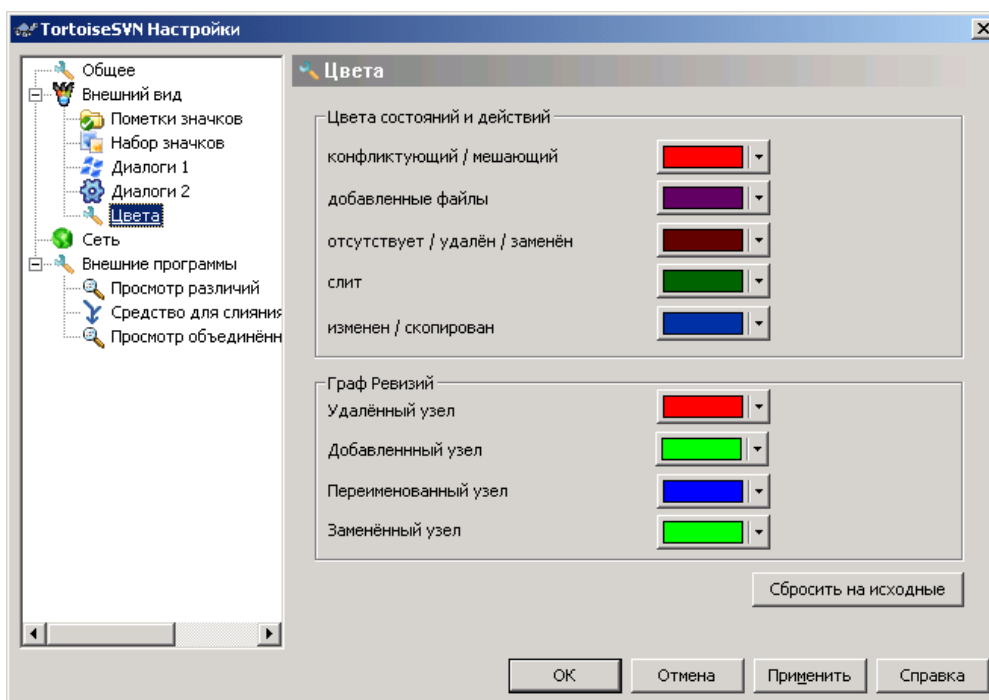 TortoiseSVN Настройки
Общее
Внешний вид
Пометки значков
Набор значков
Диалоги 1
Диалоги 2
Цвета
Сеть
Внешние программы
Просмотр различий
Средство для слияния
Просмотр объединённ
Цвета
Цвета состояний и действий
конфликтующий / мешающий
добавленные файлы
отсутствует / удалён / заменён
слит
изменен / скопирован
Граф Ревизий
Удалённый узел
Добавленнный узел
Переименованный узел
Заменённый узел
Сбросить на исходные
ОК
Отмена
Применить
Справка